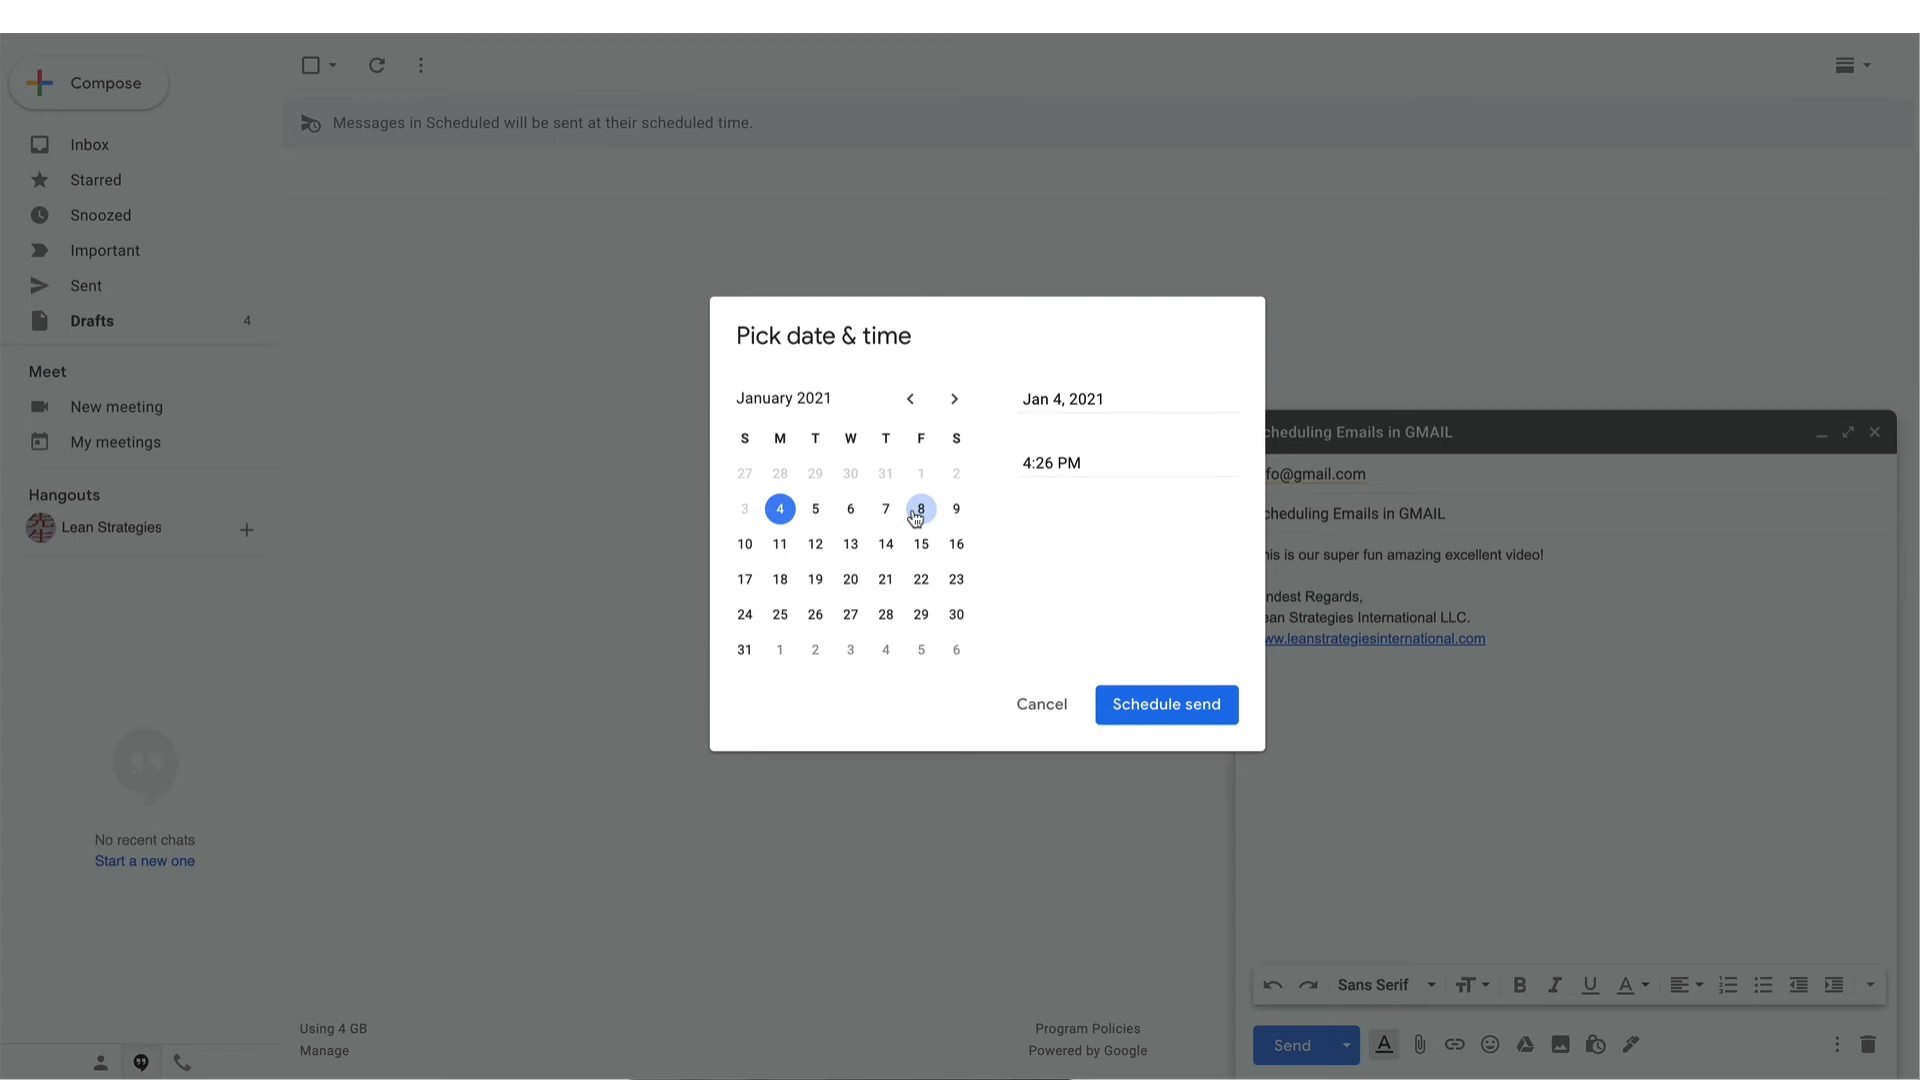 Compose
Inbox
Starred
Snoozed
Important
Sent
Drafts 4
Meet
New meeting
My meetings
Hangouts
Lean Strategies
No recent chats
Start a new one
Messages in Scheduled will be sent at their scheduled time.
Pick date & time
January 2021
S M T W T F S
27 28 29 30 31 1 2
3 4 5 6 7 8 9
10 11 12 13 14 15 16
17 18 19 20 21 22 23
24 25 26 27 28 29 30
31 1 2 3 4 5 6
Jan 4, 2021
4:26 PM
Cancel Schedule send
cheduling Emails in GMAIL
fo@gmail.com
cheduling Emails in GMAIL
his is our super fun amazing excellent video!
ndest Regards,
ean Strategies International LLC.
ww.leanstrategiesinternational.com
Sans Serif
Send
Using 4 GB
Manage
Program Policies
Powered by Google